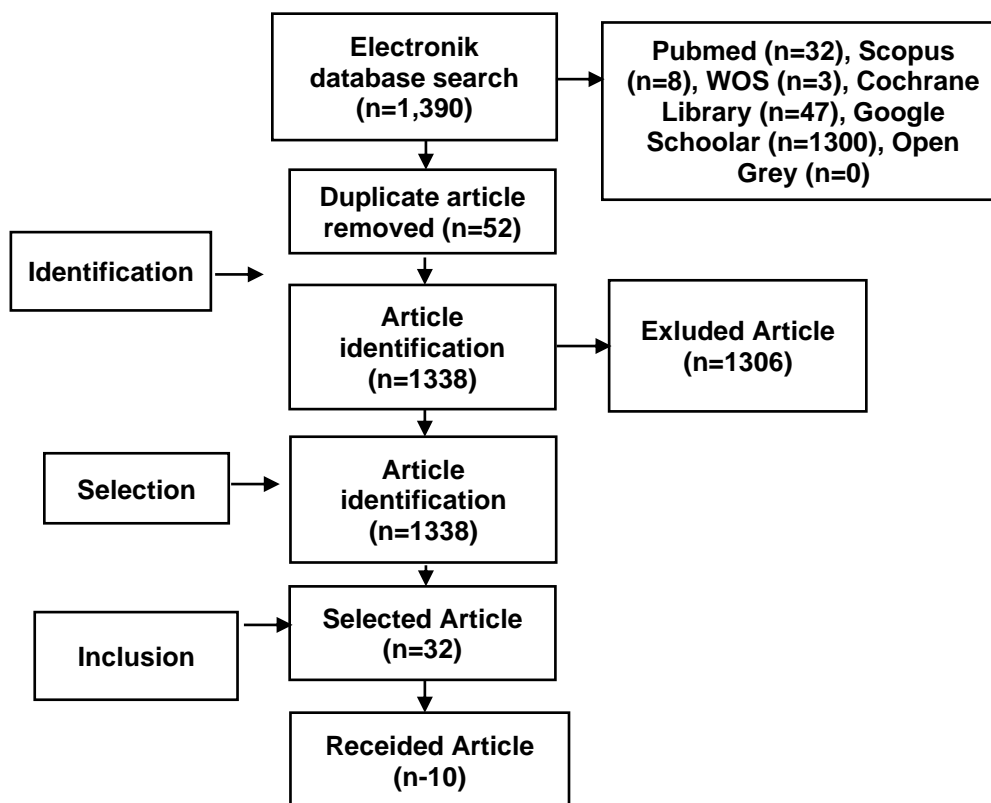 Electronik
database search
(n=1,390)
Pubmed (n=32), Scopus
(n=8), WOS (n=3), Cochrane
Library (n=47), Google
Schoolar (n=1300), Open
Grey (n=0)
Duplicate article
removed (n=52)
Identification
Article
identification
(n=1338)
Exluded Article
(n=1306)
Selection
Article
identification
(n=1338)
Inclusion
Selected Article
(n=32)
Receided Article
(n-10)